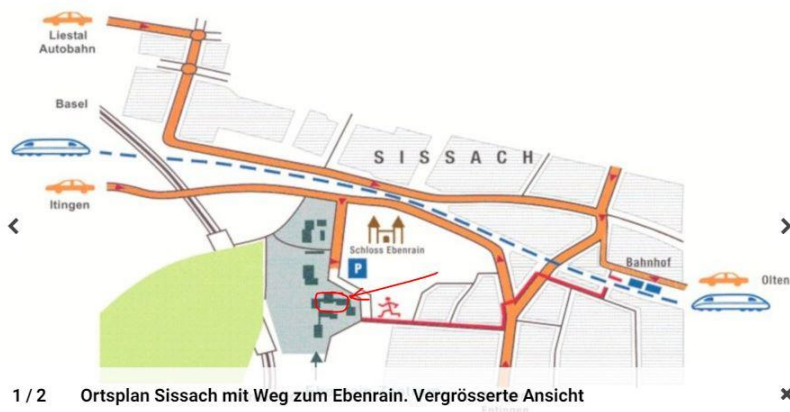 Liestal
Autobahn
Basel
SISSACH
Itingen
Schloss Ebenrain
P
Bahnhof
Olten
1 / 2 Ortsplan Sissach mit Weg zum Ebenrain. Vergrösserte Ansicht